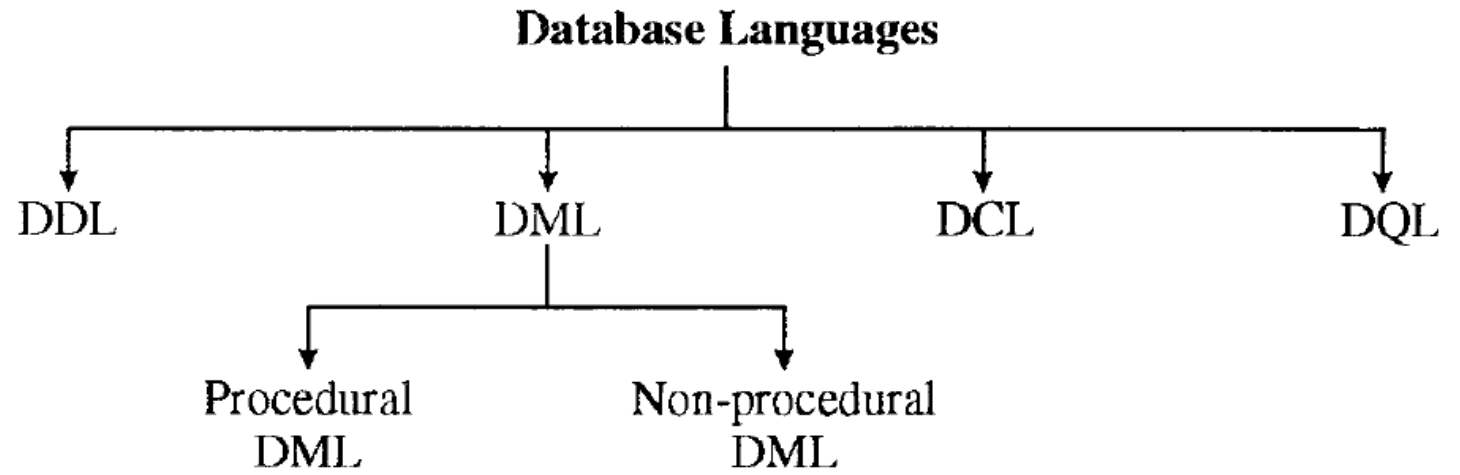 Database Languages
DDL
DML
DCL
DQL
Procedural
DML
Non-procedural
DML